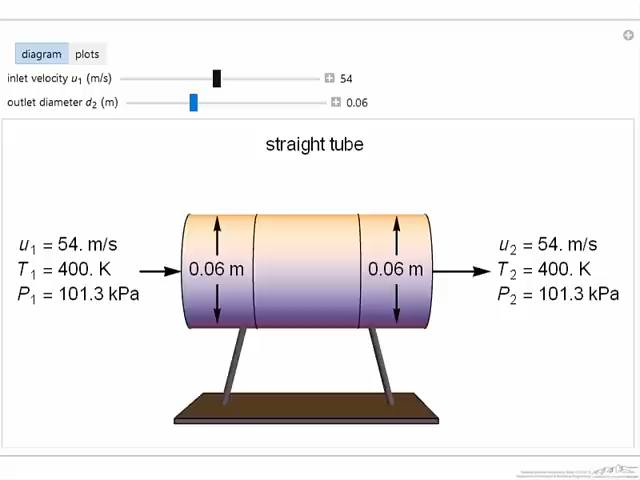 diagram plots
inlet velocity u₁ (m/s) 54
outlet diameter d₂ (m) 0.06
straight tube
u₁ = 54. m/s
T₁ = 400. K
P₁ = 101.3 kPa
0.06 m
0.06 m
u₂ = 54. m/s
T₂ = 400. K
P₂ = 101.3 kPa